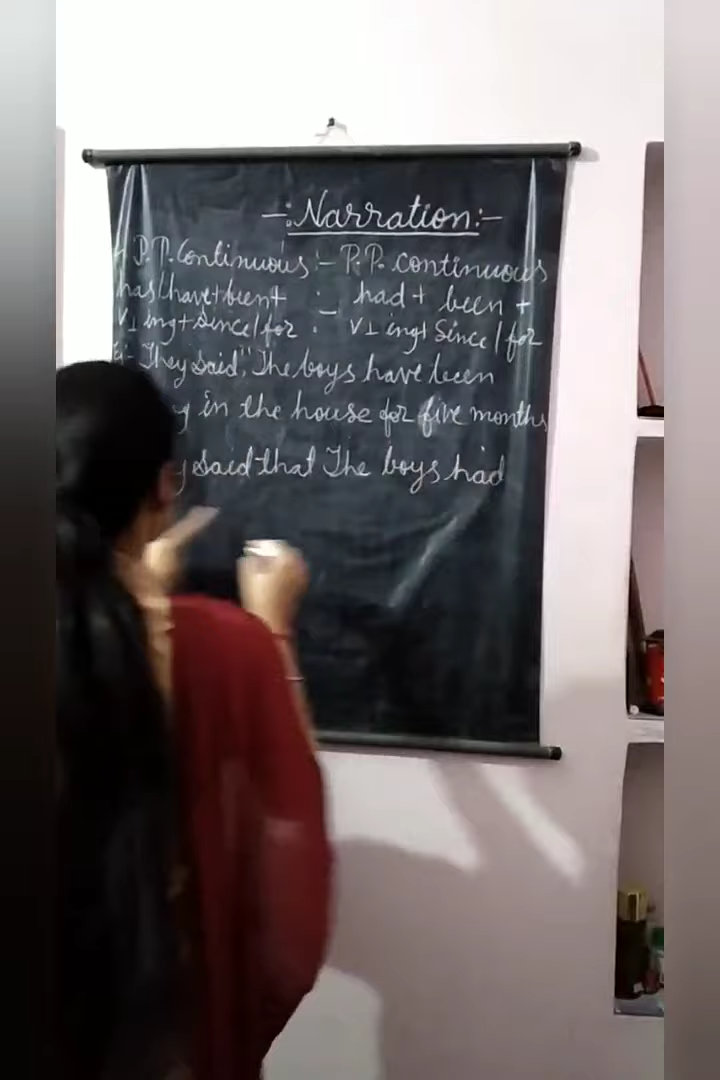 -: Narration:-
P.P. Continuous :- P.P. continuous
has/have+been+ :- had+ been +
V1 ing+Since/for :- V1 ing+ Since/for
They said, "The boys have been
in the house for five months
said that The boys had